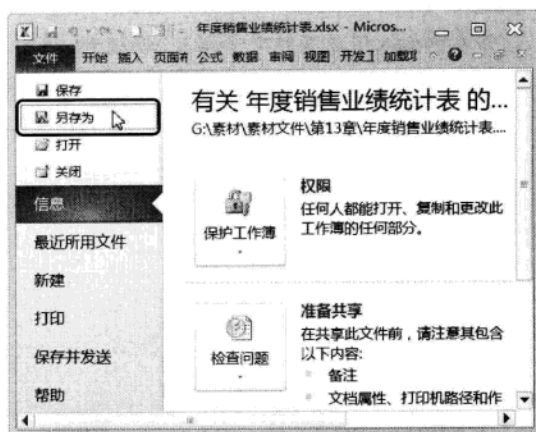 年度销售业绩统计表.xlsx - Micros...
文件 开始 插入 页面布 公式 数据 审阅 视图 开发工 加载项
保存
另存为
打开
关闭
信息
最近所用文件
新建
打印
保存并发送
帮助
有关 年度销售业绩统计表 的...
G:\素材\素材文件\第13章\年度销售业绩统计表....
保护工作簿
权限
任何人都能打开、复制和更改此
工作簿的任何部分。
检查问题
准备共享
在共享此文件前，请注意其包含
以下内容:
备注
文档属性、打印机路径和作